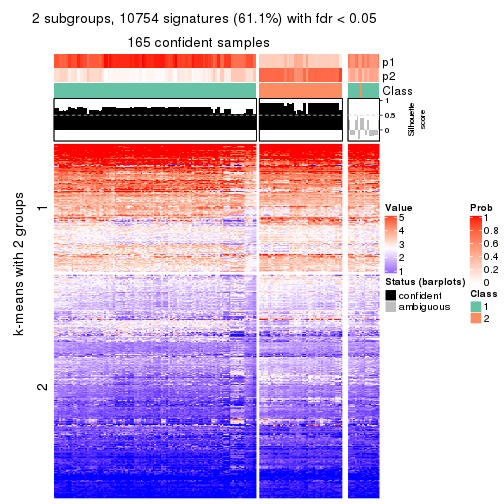 2 subgroups, 10754 signatures (61.1%) with fdr < 0.05
165 confident samples
p1
p2
Class
1
0.5
0
Silhouette
score
k-means with 2 groups
1
2
Value
5
4
3
2
1
Status (barplots)
confident
ambiguous
Prob
1
0.8
0.6
0.4
0.2
0
Class
1
2